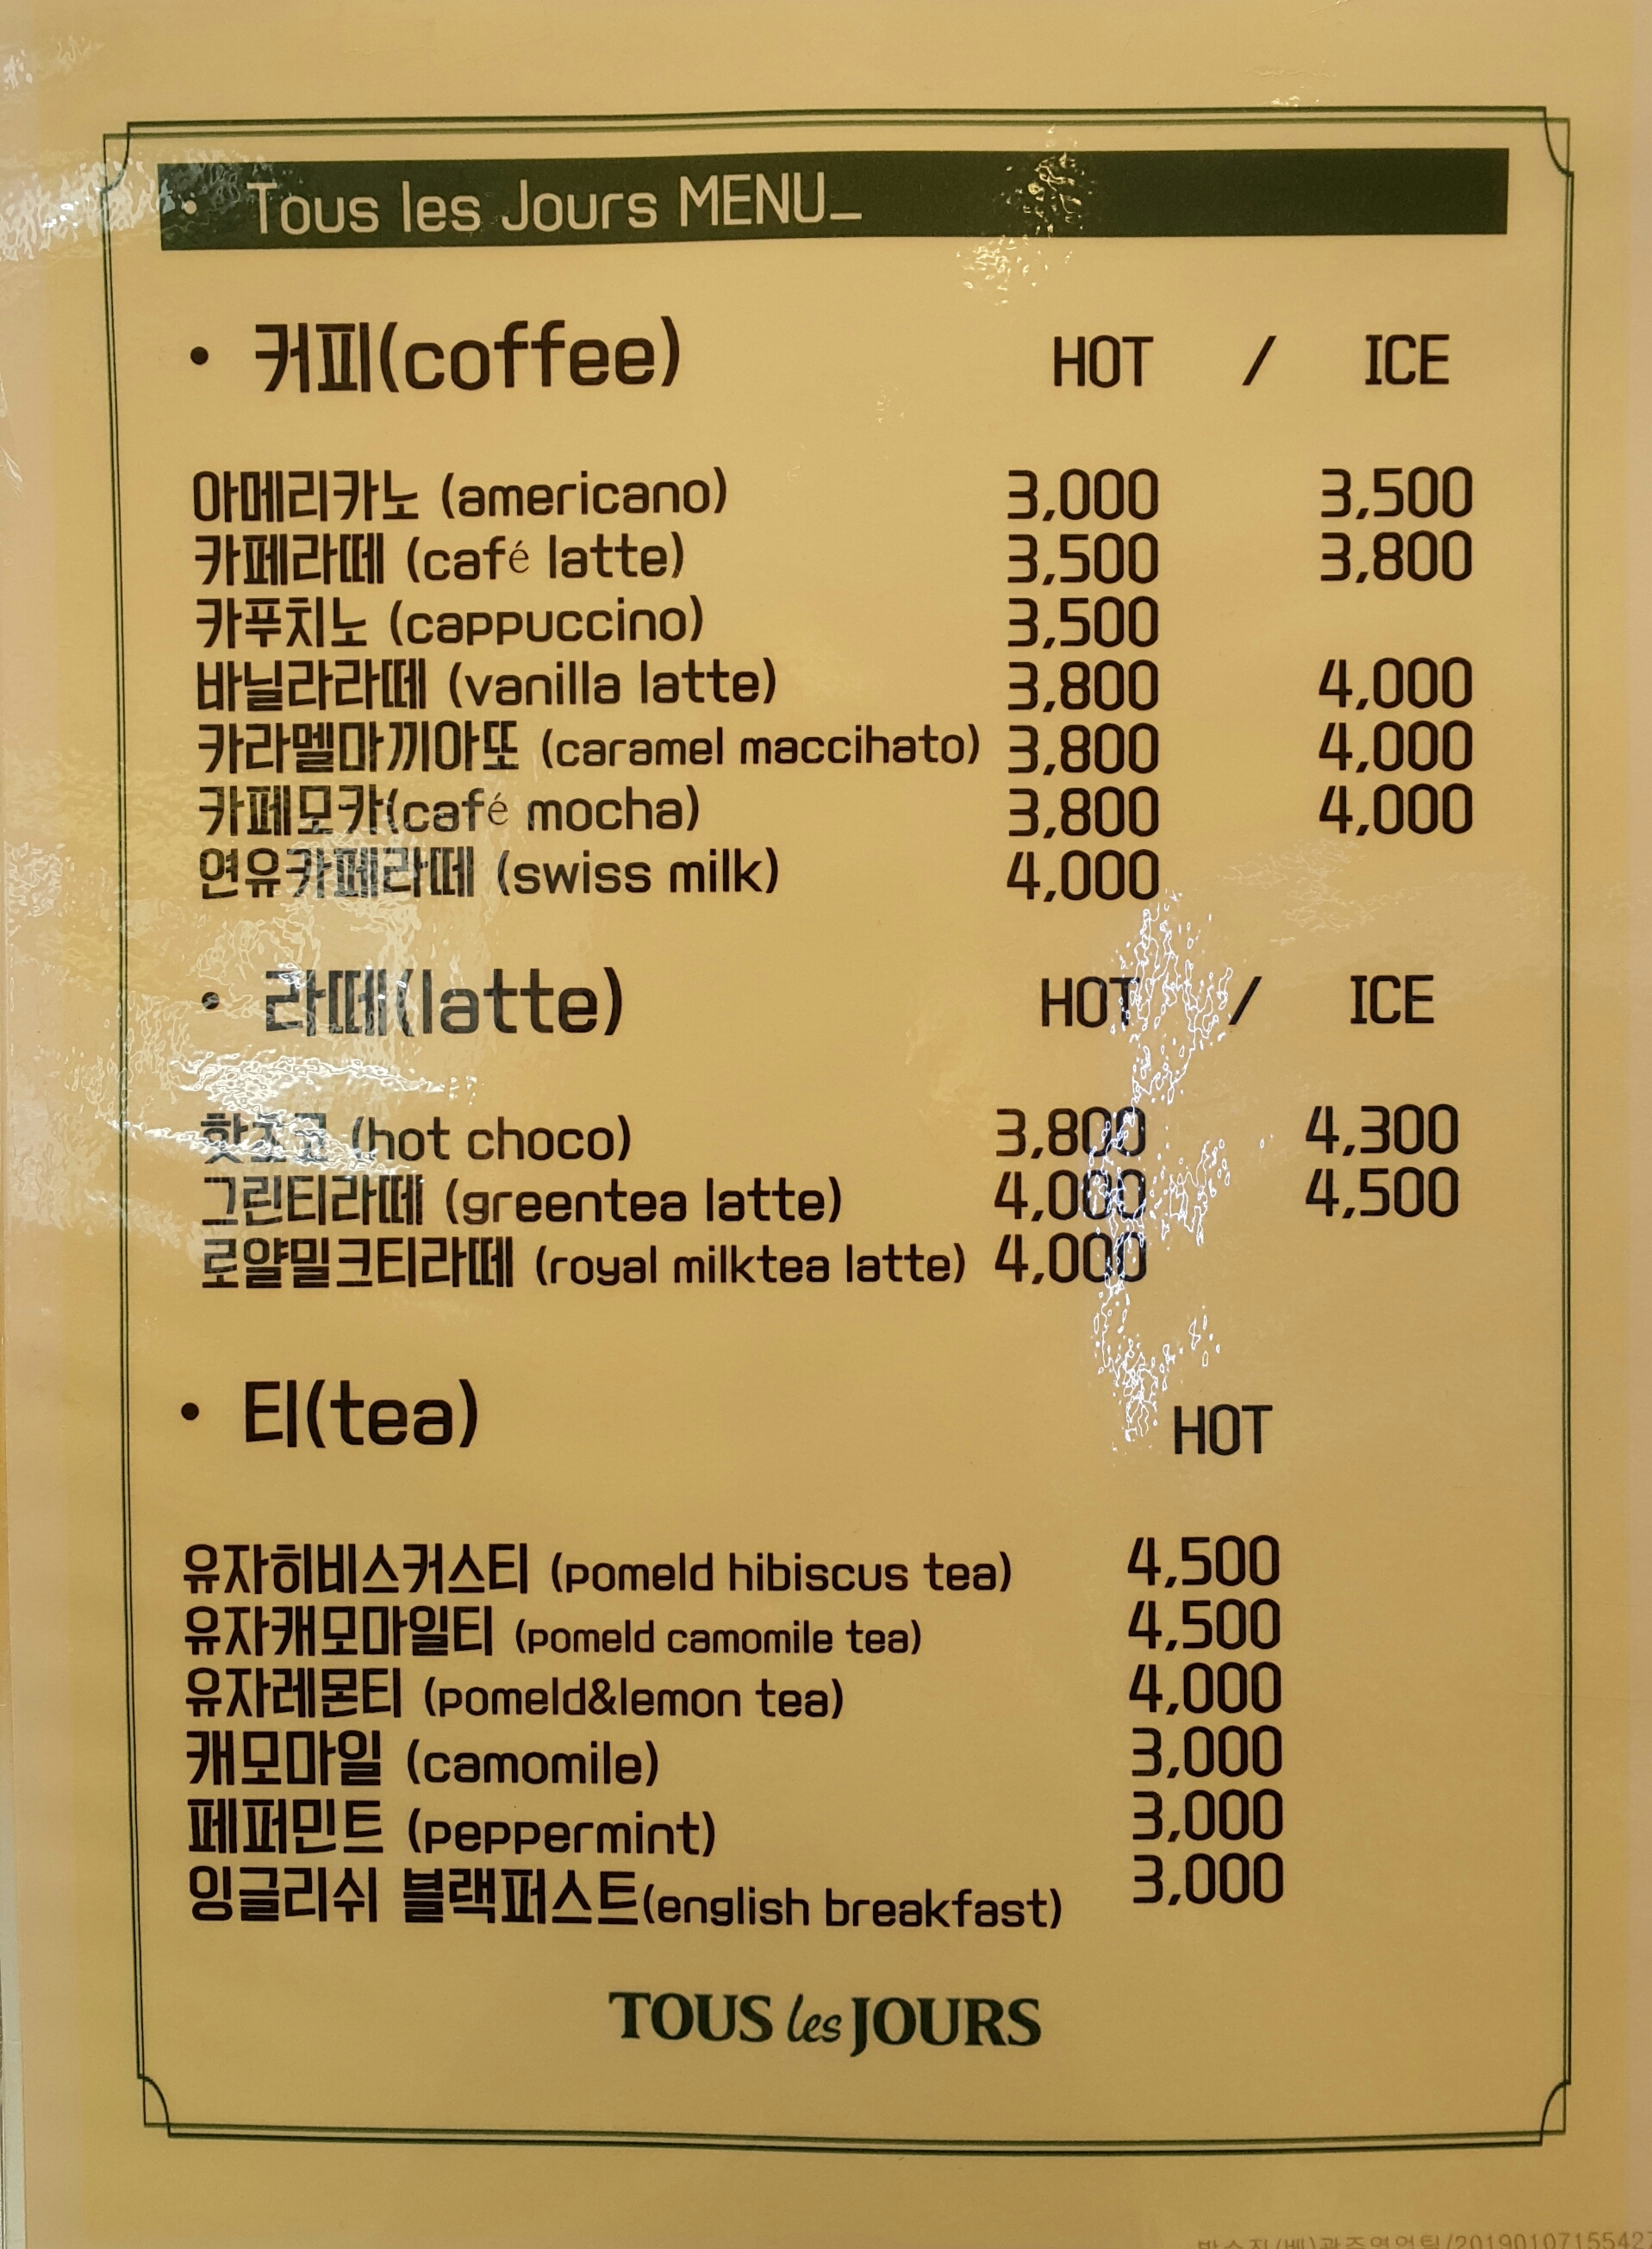 • Tous les Jours MENU_
• 커피(coffee) HOT / ICE
아메리카노 (americano) 3,000 3,500
카페라떼 (café latte) 3,500 3,800
카푸치노 (cappuccino) 3,500
바닐라라떼 (vanilla latte) 3,800 4,000
카라멜마끼아또 (caramel maccihato) 3,800 4,000
카페모카(café mocha) 3,800 4,000
연유카페라떼 (swiss milk) 4,000
• 라떼(latte) HOT / ICE
핫초코 (hot choco) 3,800 4,300
그린티라떼 (greentea latte) 4,000 4,500
로얄밀크티라떼 (royal milktea latte) 4,000
• 티(tea) HOT
유자히비스커스티 (pomeld hibiscus tea) 4,500
유자캐모마일티 (pomeld camomile tea) 4,500
유자레몬티 (pomeld&lemon tea) 4,000
캐모마일 (camomile) 3,000
페퍼민트 (peppermint) 3,000
잉글리쉬 블랙퍼스트(english breakfast) 3,000
TOUS les JOURS